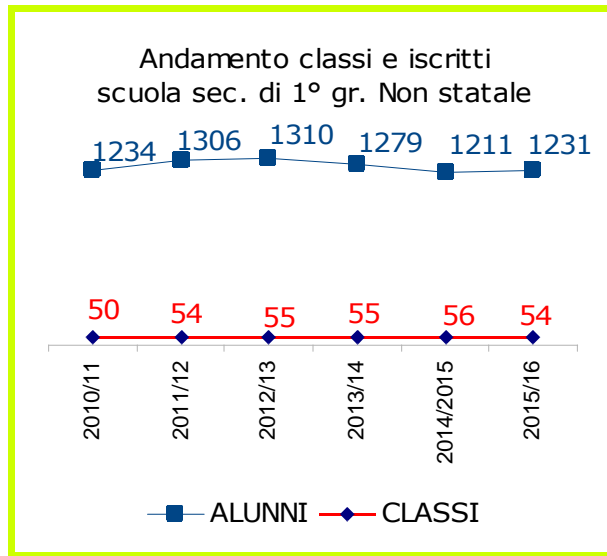 Andamento classi e iscritti
scuola sec. di 1° gr. Non statale
1234 1306 1310 1279 1211 1231
50 54 55 55 56 54
2010/11 2011/12 2012/13 2013/14 2014/2015 2015/16
ALUNNI CLASSI